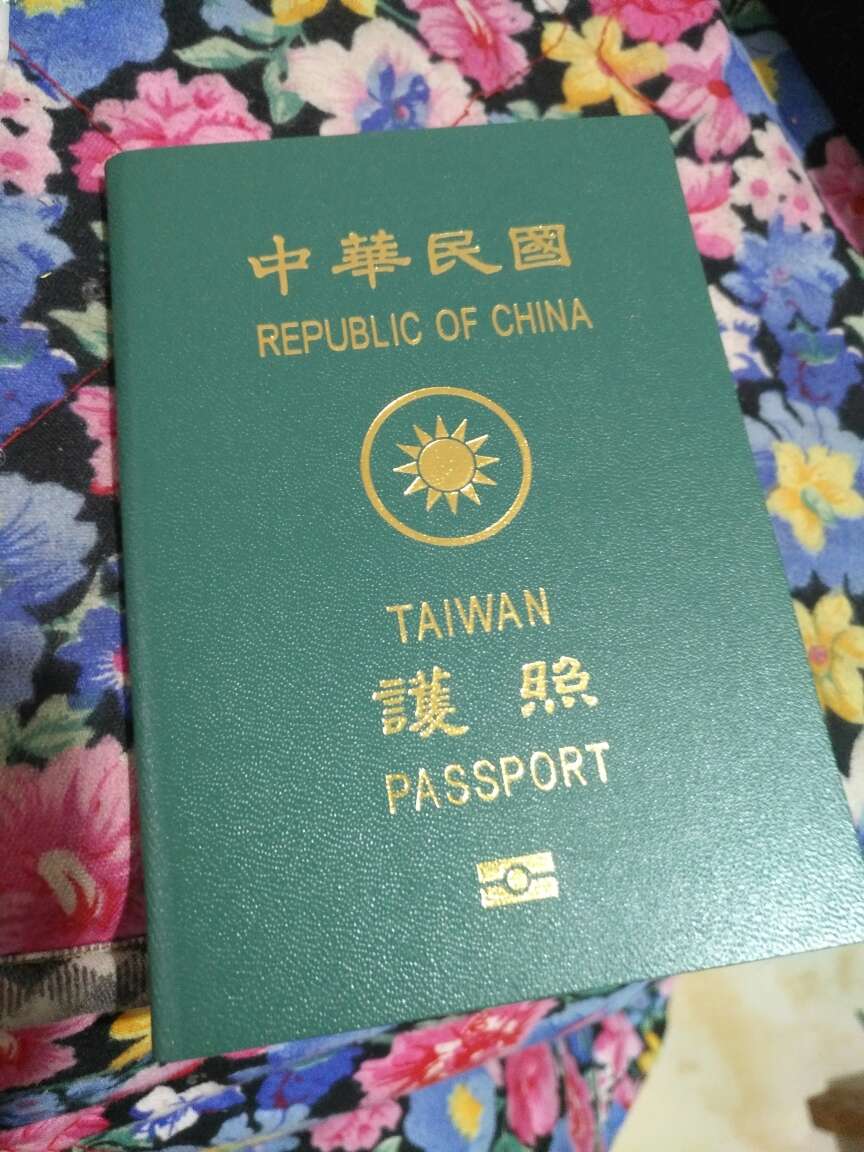 中華民國
REPUBLIC OF CHINA
TAIWAN
護照
PASSPORT